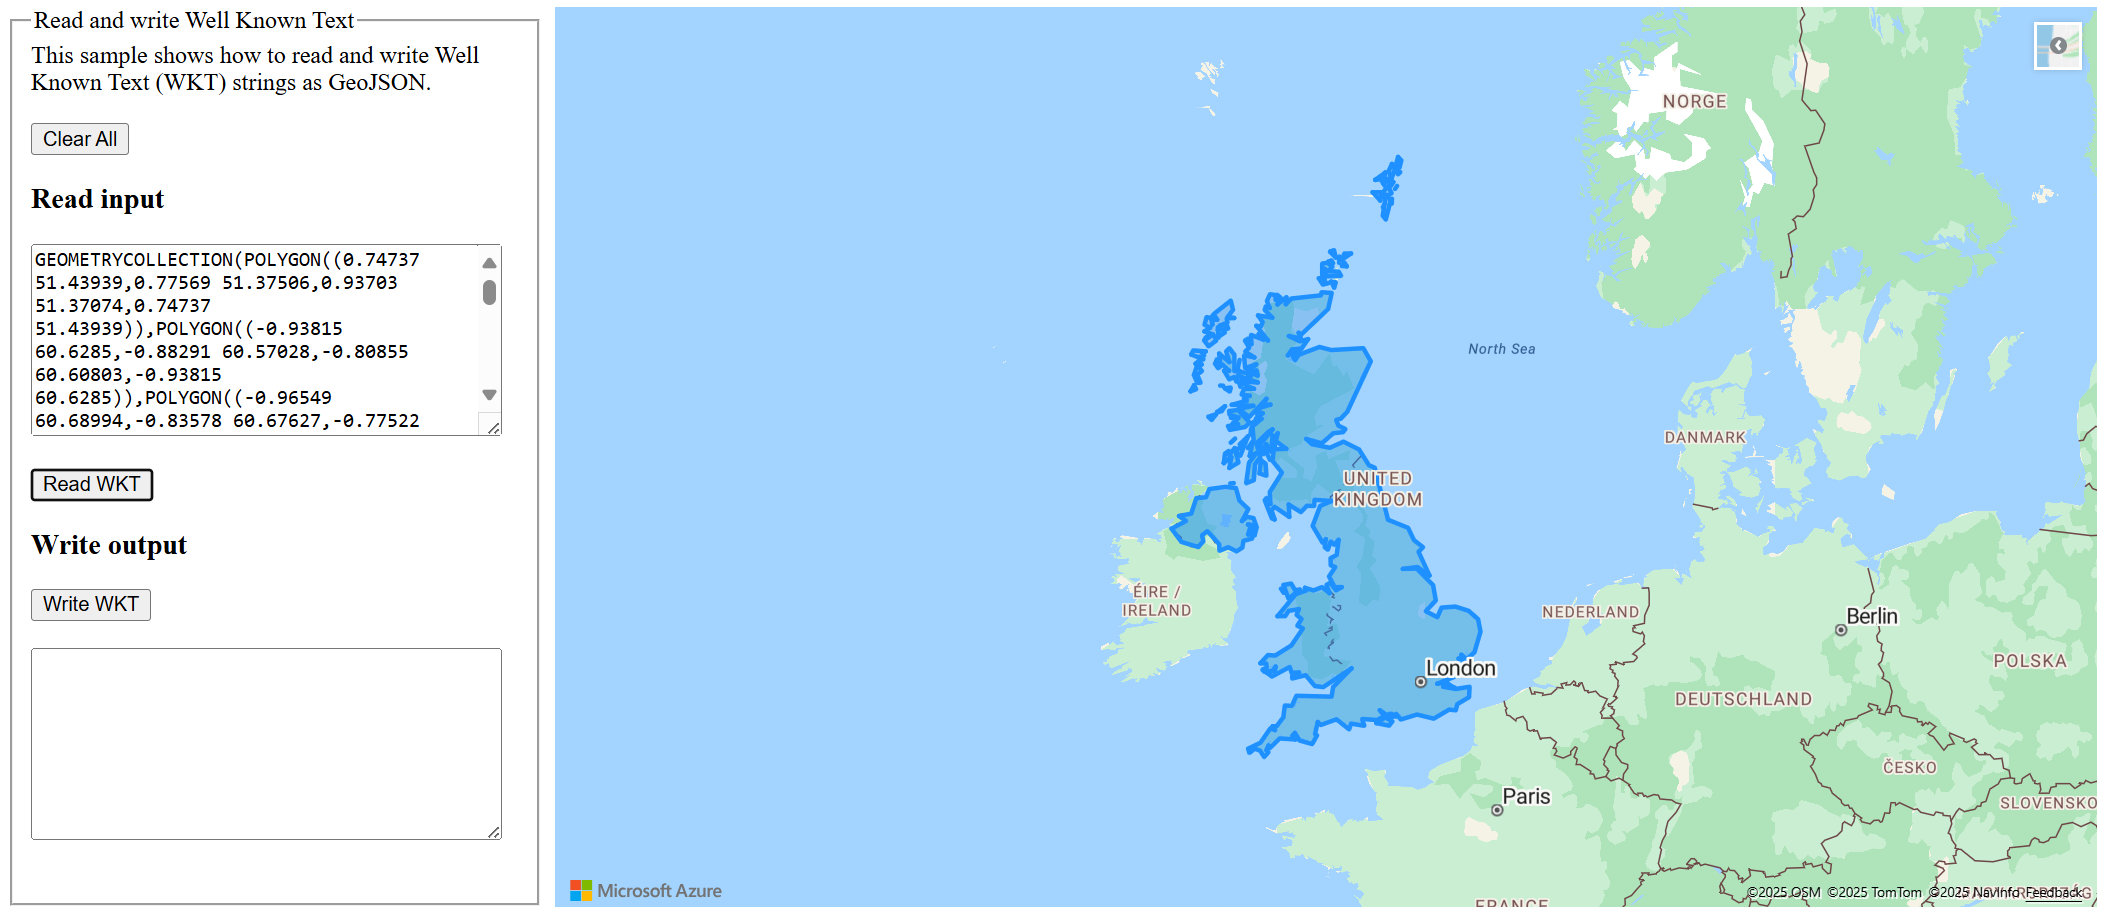 Read and write Well Known Text
This sample shows how to read and write Well
Known Text (WKT) strings as GeoJSON.
Clear All
Read input
GEOMETRYCOLLECTION(POLYGON((0.74737
51.43939,0.77569 51.37506,0.93703
51.37074,0.74737
51.43939)),POLYGON((-0.93815
60.6285,-0.88291 60.57028,-0.80855
60.60803,-0.93815
60.6285)),POLYGON((-0.96549
60.68994,-0.83578 60.67627,-0.77522
Read WKT
Write output
Write WKT
NORGE
North Sea
DANMARK
UNITED
KINGDOM
ÉIRE /
IRELAND
NEDERLAND
Berlin
London
POLSKA
DEUTSCHLAND
ČESKO
Paris
SLOVENSKO
FRANCE
Microsoft Azure
©2025 OSM ©2025 TomTom ©2025 NavInfo Feedback